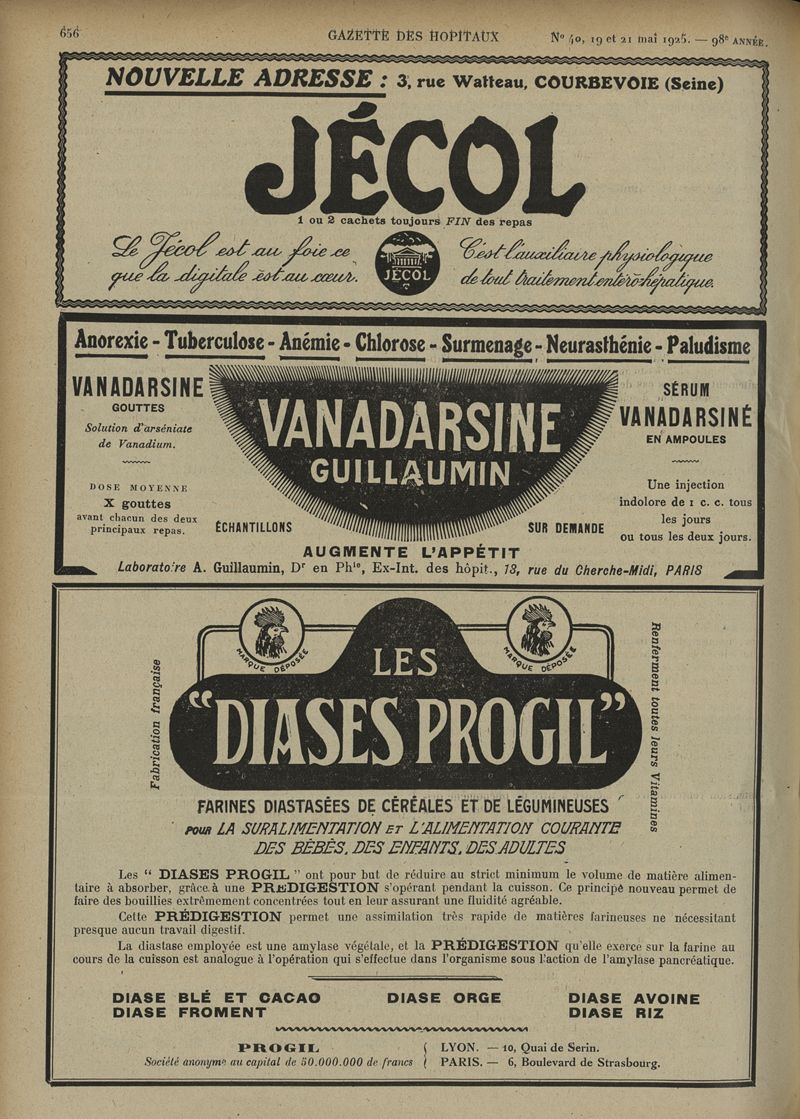 656
GAZETTE DES HOPITAUX
N° 40, 19 et 21 mai 1925. — 98e ANNÉE.
NOUVELLE ADRESSE : 3, rue Watteau, COURBEVOIE (Seine)
JÉCOL
1 ou 2 cachets toujours FIN des repas
Le Jécol est au foie ce
que la digitale est au cœur.
JÉCOL
C'est l'auxiliaire physiologique
de tout traitement entéro-hépatique.
Anorexie - Tuberculose - Anémie - Chlorose - Surmenage - Neurasthénie - Paludisme
VANADARSINE
GOUTTES
Solution d'arséniate
de Vanadium.
DOSE MOYENNE
X gouttes
avant chacun des deux
principaux repas.
VANADARSINE
GUILLAUMIN
SÉRUM
VANADARSINÉ
EN AMPOULES
Une injection
indolore de 1 c. c. tous
les jours
ou tous les deux jours.
ÉCHANTILLONS
SUR DEMANDE
AUGMENTE L'APPÉTIT
Laboratoire A. Guillaumin, Dr en Phie, Ex-Int. des hôpit., 13, rue du Cherche-Midi, PARIS
MARQUE DÉPOSÉE
MARQUE DÉPOSÉE
Fabrication française
LES
"DIASES PROGIL"
Renferment toutes leurs Vitamines
FARINES DIASTASÉES DE CÉRÉALES ET DE LÉGUMINEUSES
POUR LA SURALIMENTATION ET L'ALIMENTATION COURANTE
DES BÉBÉS, DES ENFANTS, DES ADULTES
Les " DIASES PROGIL " ont pour but de réduire au strict minimum le volume de matière alimen-
taire à absorber, grâce à une PREDIGESTION s'opérant pendant la cuisson. Ce principe nouveau permet de
faire des bouillies extrêmement concentrées tout en leur assurant une fluidité agréable.
Cette PRÉDIGESTION permet une assimilation très rapide de matières farineuses ne nécessitant
presque aucun travail digestif.
La diastase employée est une amylase végétale, et la PRÉDIGESTION qu'elle exerce sur la farine au
cours de la cuisson est analogue à l'opération qui s'effectue dans l'organisme sous l'action de l'amylase pancréatique.
DIASE BLÉ ET CACAO
DIASE ORGE
DIASE AVOINE
DIASE FROMENT
DIASE RIZ
PROGIL
Société anonyme au capital de 50.000.000 de francs
LYON. — 10, Quai de Serin.
PARIS. — 6, Boulevard de Strasbourg.